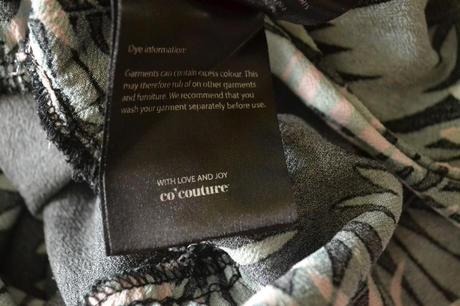 Dye information:
Garments can contain excess colour. This
may therefore rub of on other garments
and furniture. We recommend that you
wash your garment separately before use.
WITH LOVE AND JOY
co'couture